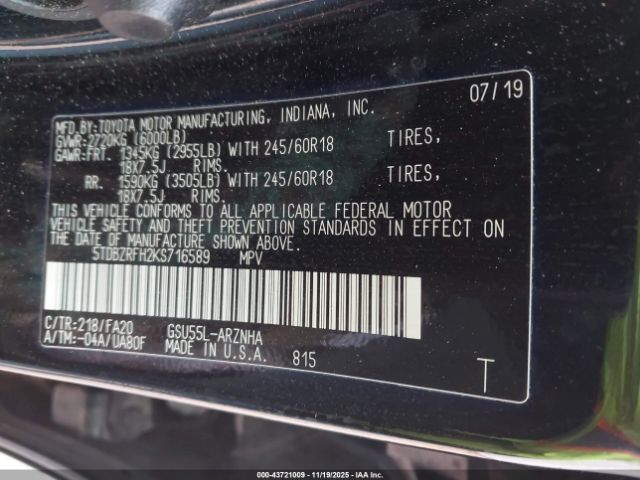 07/19
MFD.BY:TOYOTA MOTOR MANUFACTURING, INDIANA, INC.
GVWR:2720KG (6000LB)
GAWR:FRT. 1345KG (2955LB) WITH 245/60R18 TIRES,
18X7.5J RIMS.
RR. 1590KG (3505LB) WITH 245/60R18 TIRES,
18X7.5J RIMS.
THIS VEHICLE CONFORMS TO ALL APPLICABLE FEDERAL MOTOR
VEHICLE SAFETY AND THEFT PREVENTION STANDARDS IN EFFECT ON
THE DATE OF MANUFACTURE SHOWN ABOVE.
5TDBZRFH2KS716589 MPV
C/TR:218/FA20 GSU55L-ARZNHA
A/TM:-04A/UA80F MADE IN U.S.A. 815
T
000-43721009 - 11/19/2025 - IAA Inc.